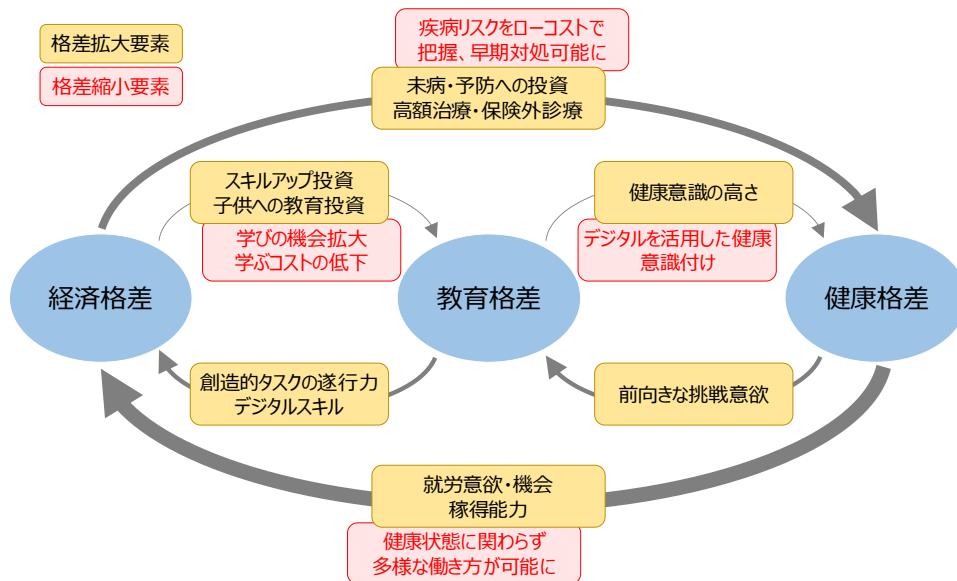 疾病リスクをローコストで
把握、早期対処可能に
格差拡大要素
格差縮小要素
未病・予防への投資
高額治療・保険外診療
スキルアップ投資
子供への教育投資
健康意識の高さ
学びの機会拡大
学ぶコストの低下
デジタルを活用した健康
意識付け
経済格差
教育格差
健康格差
創造的タスクの遂行力
デジタルスキル
前向きな挑戦意欲
就労意欲・機会
稼得能力
健康状態に関わらず
多様な働き方が可能に